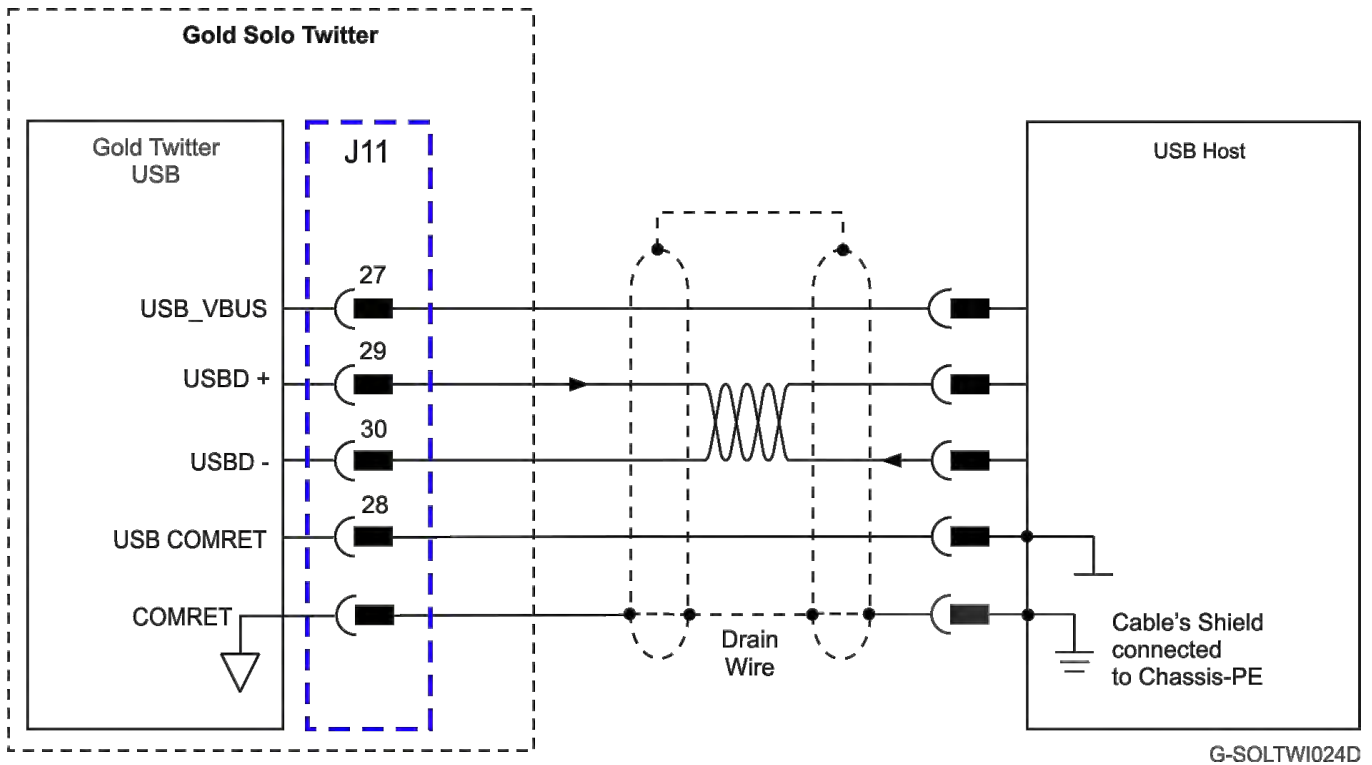 Gold Solo Twitter
Gold Twitter
USB
J11
USB Host
27
USB_VBUS
29
USBD +
30
USBD -
28
USB COMRET
COMRET
Drain
Wire
Cable's Shield
connected
to Chassis-PE
G-SOLTWI024D